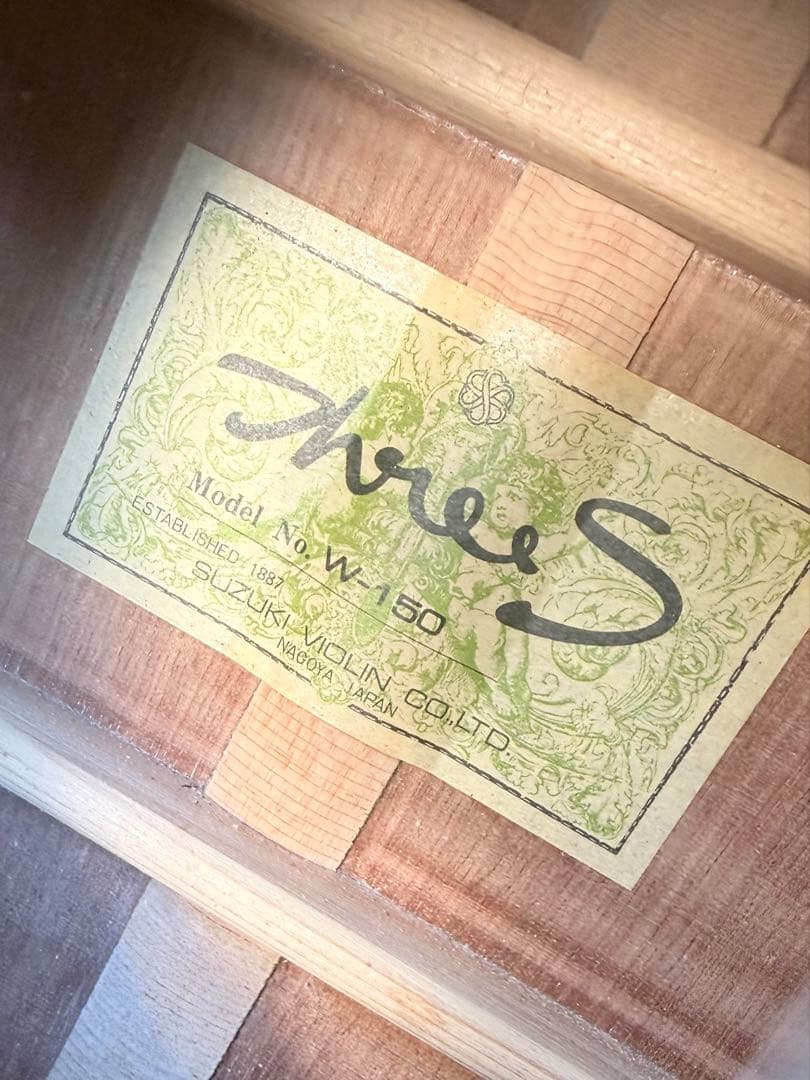 Three S
Model No. W-150
ESTABLISHED 1887
SUZUKI VIOLIN CO.,LTD.
NAGOYA JAPAN